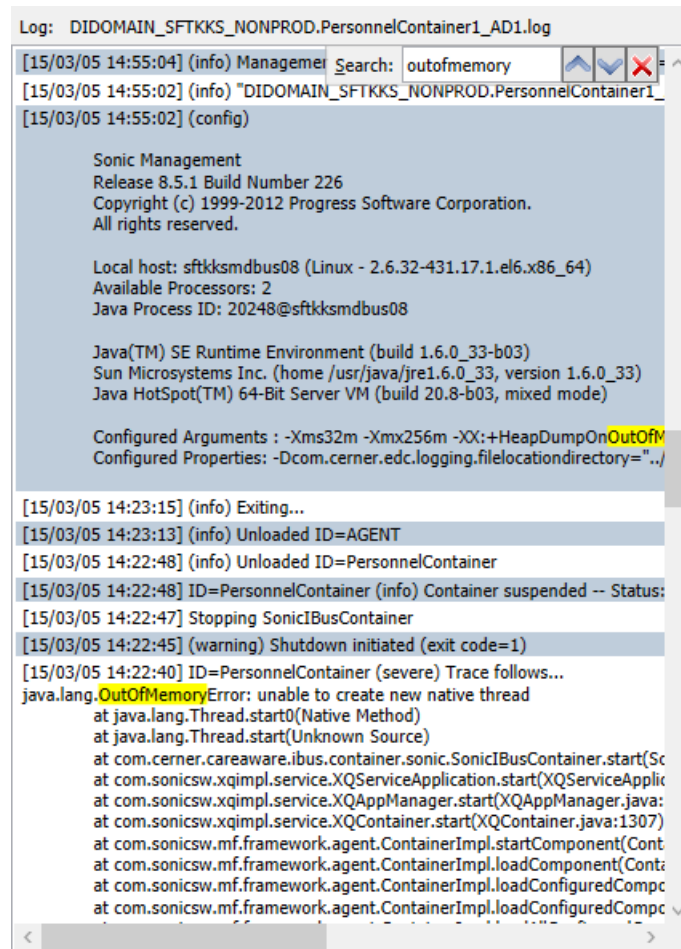 Log: DIDOMAIN_SFTKKS_NONPROD.PersonnelContainer1_AD1.log
Search: outofmemory
[15/03/05 14:55:04] (info)
[15/03/05 14:55:02] (info) "DIDOMAIN_SFTKKS_NONPROD.PersonnelContainer1_
[15/03/05 14:55:02] (config)
Sonic Management
Release 8.5.1 Build Number 226
Copyright (c) 1999-2012 Progress Software Corporation.
All rights reserved.
Local host: sftkksmdbus08 (Linux - 2.6.32-431.17.1.el6.x86_64)
Available Processors: 2
Java Process ID: 20248@sftkksmdbus08
Java(TM) SE Runtime Environment (build 1.6.0_33-b03)
Sun Microsystems Inc. (home /usr/java/jre1.6.0_33, version 1.6.0_33)
Java HotSpot(TM) 64-Bit Server VM (build 20.8-b03, mixed mode)
Configured Arguments : -Xms32m -Xmx256m -XX:+HeapDumpOnOutOfM
Configured Properties: -Dcom.cerner.edc.logging.filelocationdirectory="../
[15/03/05 14:23:15] (info) Exiting...
[15/03/05 14:23:13] (info) Unloaded ID=AGENT
[15/03/05 14:22:48] (info) Unloaded ID=PersonnelContainer
[15/03/05 14:22:48] ID=PersonnelContainer (info) Container suspended -- Status:
[15/03/05 14:22:47] Stopping SonicIBusContainer
[15/03/05 14:22:45] (warning) Shutdown initiated (exit code=1)
[15/03/05 14:22:40] ID=PersonnelContainer (severe) Trace follows...
java.lang.OutOfMemoryError: unable to create new native thread
at java.lang.Thread.start0(Native Method)
at java.lang.Thread.start(Unknown Source)
at com.cerner.careaware.ibus.container.sonic.SonicIBusContainer.start(So
at com.sonicsw.xqimpl.service.XQServiceApplication.start(XQServiceApplic
at com.sonicsw.xqimpl.service.XQAppManager.start(XQAppManager.java:
at com.sonicsw.xqimpl.service.XQContainer.start(XQContainer.java:1307)
at com.sonicsw.mf.framework.agent.ContainerImpl.startComponent(Cont
at com.sonicsw.mf.framework.agent.ContainerImpl.loadComponent(Conta
at com.sonicsw.mf.framework.agent.ContainerImpl.loadConfiguredCompo
at com.sonicsw.mf.framework.agent.ContainerImpl.loadConfiguredCompo